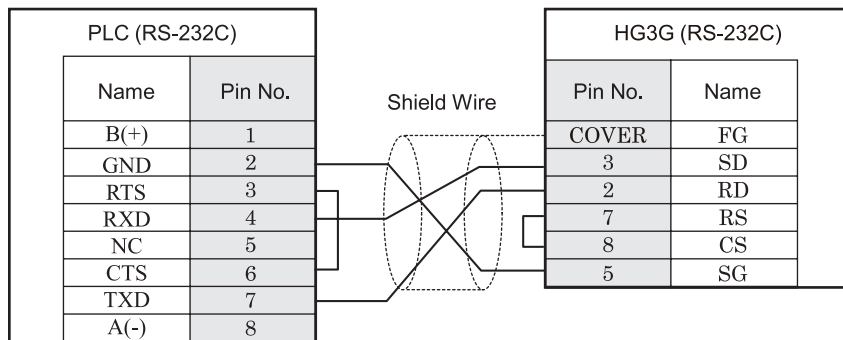 PLC (RS-232C)
Name Pin No.
B(+) 1
GND 2
RTS 3
RXD 4
NC 5
CTS 6
TXD 7
A(-) 8
Shield Wire
HG3G (RS-232C)
Pin No. Name
COVER FG
3 SD
2 RD
7 RS
8 CS
5 SG